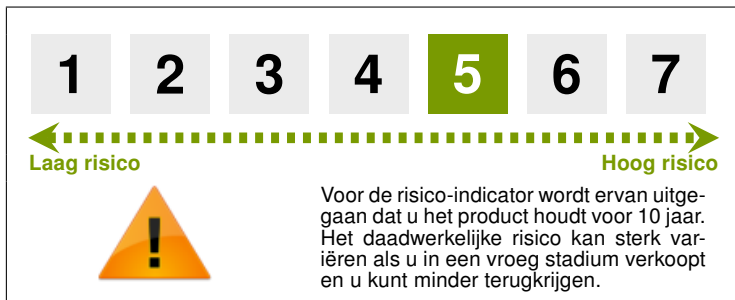 1 2 3 4 5 6 7
Laag risico Hoog risico
!
Voor de risico-indicator wordt ervan uitge-
gaan dat u het product houdt voor 10 jaar.
Het daadwerkelijke risico kan sterk var-
iëren als u in een vroeg stadium verkoopt
en u kunt minder terugkrijgen.